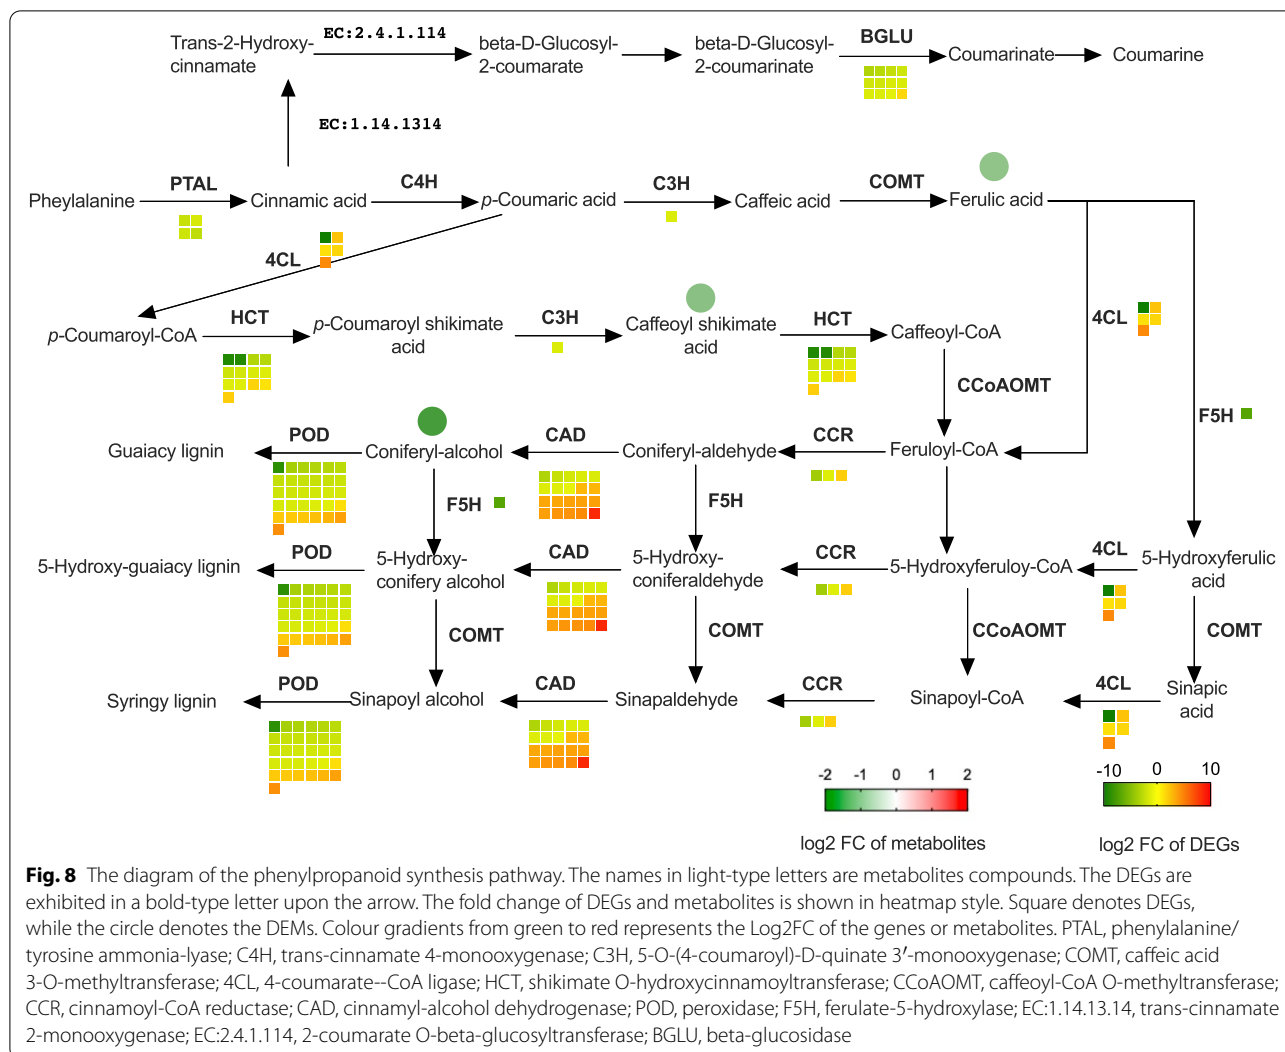 Trans-2-Hydroxy-
cinnamate
EC:2.4.1.114
beta-D-Glucosyl-
2-coumarate
beta-D-Glucosyl-
2-coumarinate
BGLU
Coumarinate
Coumarine
EC:1.14.1314
Pheylalanine
PTAL
Cinnamic acid
C4H
p-Coumaric acid
C3H
Caffeic acid
COMT
Ferulic acid
4CL
p-Coumaroyl-CoA
HCT
p-Coumaroyl shikimate
acid
C3H
Caffeoyl shikimate
acid
HCT
Caffeoyl-CoA
4CL
CCoAOMT
F5H
Guaiacy lignin
POD
Coniferyl-alcohol
CAD
Coniferyl-aldehyde
CCR
Feruloyl-CoA
F5H
F5H
5-Hydroxy-guaiacy lignin
POD
5-Hydroxy-
conifery alcohol
CAD
5-Hydroxy-
coniferaldehyde
CCR
5-Hydroxyferuloy-CoA
4CL
5-Hydroxyferulic
acid
COMT
COMT
CCoAOMT
COMT
Syringy lignin
POD
Sinapoyl alcohol
CAD
Sinapaldehyde
CCR
Sinapoyl-CoA
4CL
Sinapic
acid
-2 -1 0 1 2
log2 FC of metabolites
-10 0 10
log2 FC of DEGs
Fig. 8 The diagram of the phenylpropanoid synthesis pathway. The names in light-type letters are metabolites compounds. The DEGs are
exhibited in a bold-type letter upon the arrow. The fold change of DEGs and metabolites is shown in heatmap style. Square denotes DEGs,
while the circle denotes the DEMs. Colour gradients from green to red represents the Log2FC of the genes or metabolites. PTAL, phenylalanine/
tyrosine ammonia-lyase; C4H, trans-cinnamate 4-monooxygenase; C3H, 5-O-(4-coumaroyl)-D-quinate 3′-monooxygenase; COMT, caffeic acid
3-O-methyltransferase; 4CL, 4-coumarate--CoA ligase; HCT, shikimate O-hydroxycinnamoyltransferase; CCoAOMT, caffeoyl-CoA O-methyltransferase;
CCR, cinnamoyl-CoA reductase; CAD, cinnamyl-alcohol dehydrogenase; POD, peroxidase; F5H, ferulate-5-hydroxylase; EC:1.14.13.14, trans-cinnamate
2-monooxygenase; EC:2.4.1.114, 2-coumarate O-beta-glucosyltransferase; BGLU, beta-glucosidase